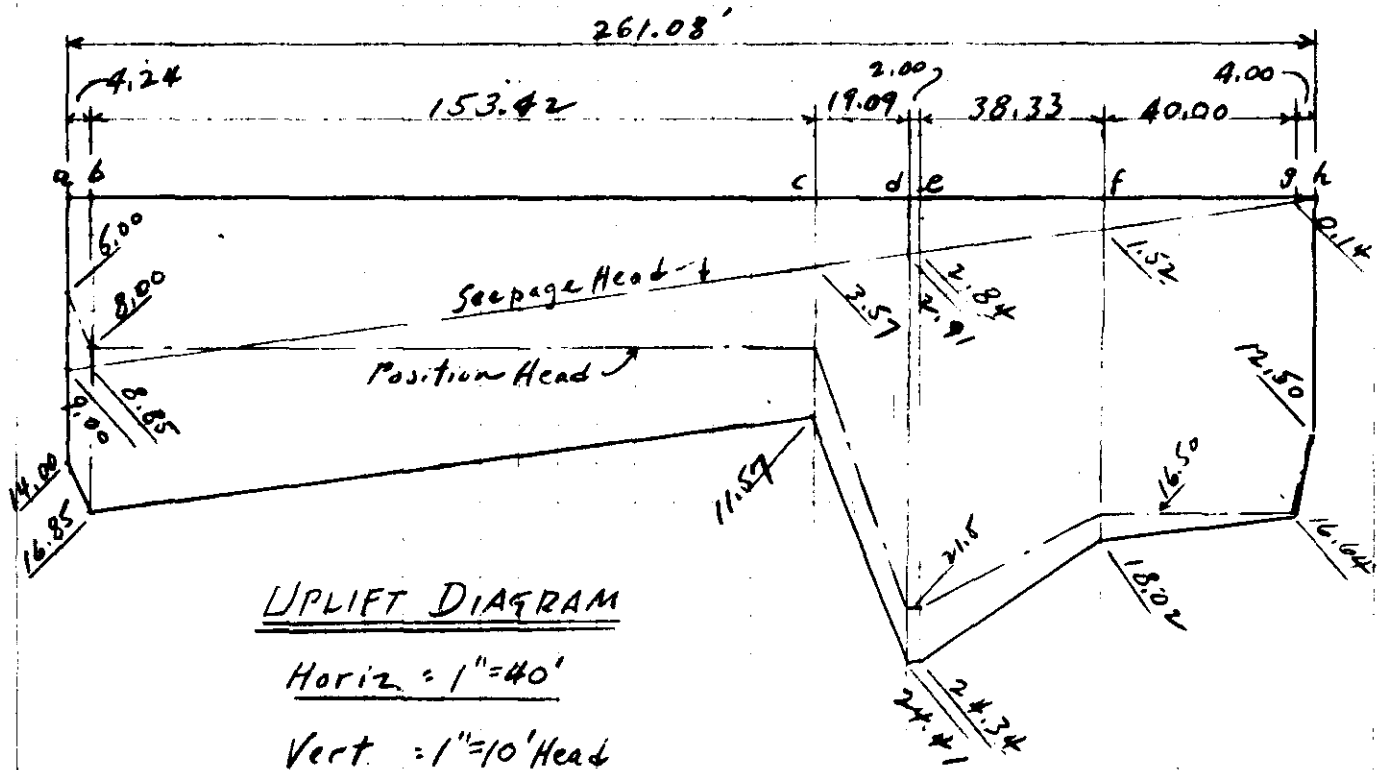 261.08'
4.24
2.00
4.00
153.42
19.09
38.33
40.00
a b
c
d e
f
g h
6.00
8.00
Seepage Head
3.57
2.84
2.91
1.52
0.14
Position Head
9.00
8.85
12.50
14.00
16.85
11.57
16.50
21.5
16.64
18.02
24.34
24.41
UPLIFT DIAGRAM
Horiz : 1"=40'
Vert : 1"=10' Head